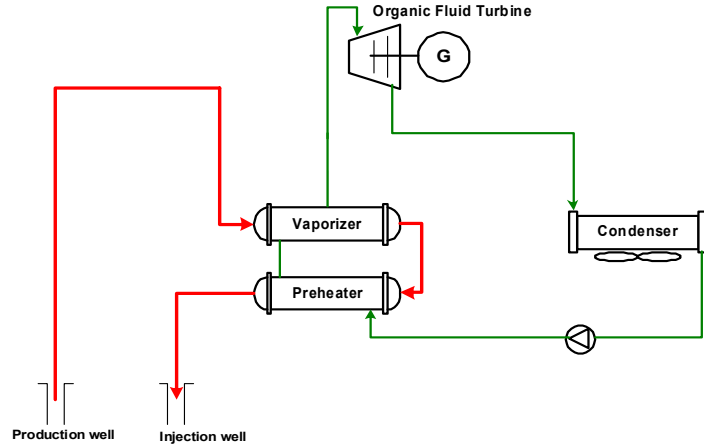 Organic Fluid Turbine
G
Vaporizer
Condenser
Preheater
Production well
Injection well